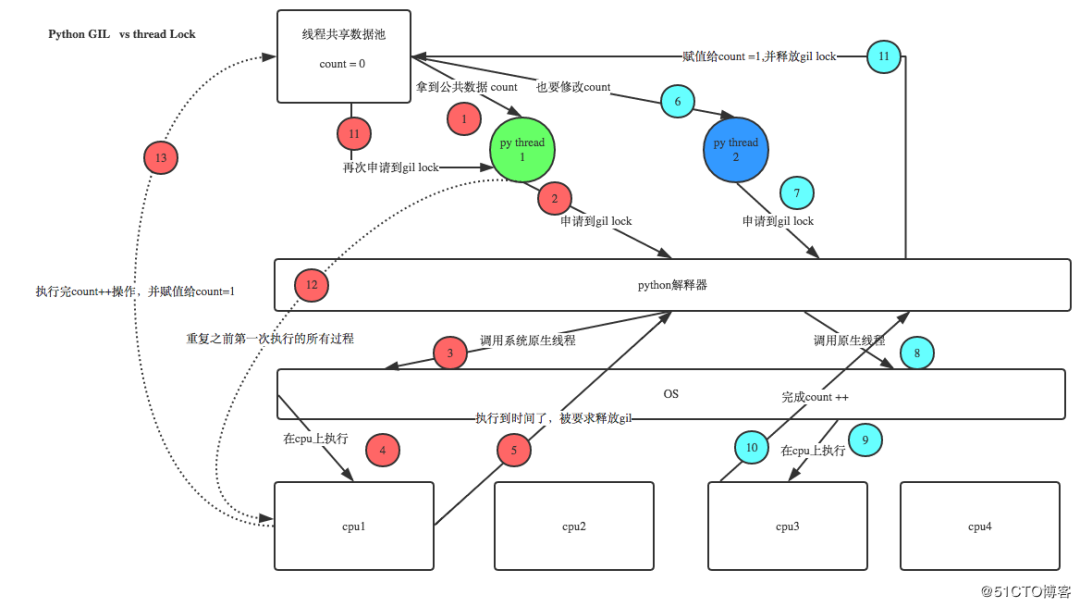 Python GIL vs thread Lock
线程共享数据池
count = 0
赋值给count =1,并释放gil lock
11
拿到公共数据 count
也要修改count
6
1
11
13
py thread
1
py thread
2
再次申请到gil lock
2
7
申请到gil lock
申请到gil lock
12
python解释器
执行完count++操作，并赋值给count=1
重复之前第一次执行的所有过程
3
调用系统原生线程
调用原生线程
8
OS
完成count ++
执行到时间了，被要求释放gil
在cpu上执行
4
5
10
在cpu上执行
9
cpu1
cpu2
cpu3
cpu4
@51CTO博客